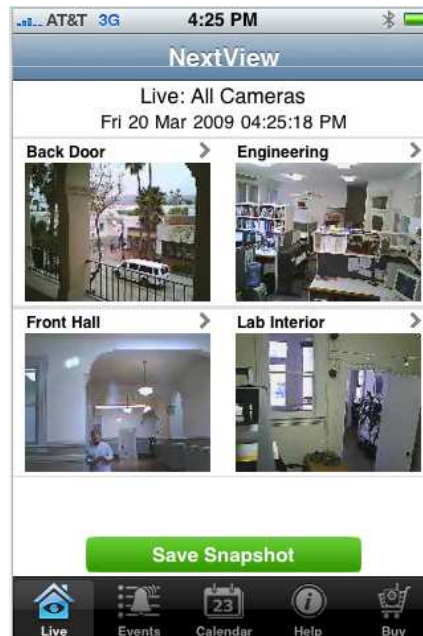 AT&T 3G 4:25 PM
NextView
Live: All Cameras
Fri 20 Mar 2009 04:25:18 PM
Back Door Engineering
Front Hall Lab Interior
Save Snapshot
23
Live Events Calendar Help Buy